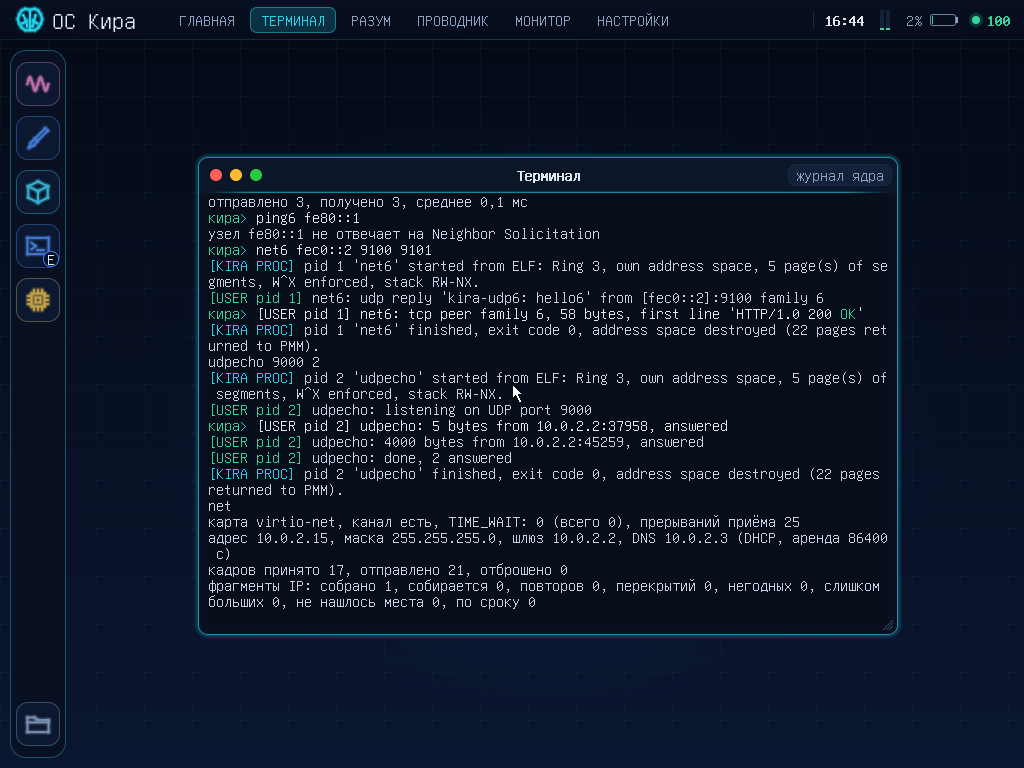 ОС Кира
ГЛАВНАЯ ТЕРМИНАЛ РАЗУМ ПРОВОДНИК МОНИТОР НАСТРОЙКИ
16:44 2% 100
E
Терминал
журнал ядра
отправлено 3, получено 3, среднее 0,1 мс
кира> ping6 fe80::1
узел fe80::1 не отвечает на Neighbor Solicitation
кира> net6 fec0::2 9100 9101
[KIRA PROC] pid 1 'net6' started from ELF: Ring 3, own address space, 5 page(s) of se
gments, W^X enforced, stack RW-NX.
[USER pid 1] net6: udp reply 'kira-udp6: hello6' from [fec0::2]:9100 family 6
кира> [USER pid 1] net6: tcp peer family 6, 58 bytes, first line 'HTTP/1.0 200 OK'
[KIRA PROC] pid 1 'net6' finished, exit code 0, address space destroyed (22 pages ret
urned to PMM).
udpecho 9000 2
[KIRA PROC] pid 2 'udpecho' started from ELF: Ring 3, own address space, 5 page(s) of
segments, W^X enforced, stack RW-NX.
[USER pid 2] udpecho: listening on UDP port 9000
кира> [USER pid 2] udpecho: 5 bytes from 10.0.2.2:37958, answered
[USER pid 2] udpecho: 4000 bytes from 10.0.2.2:45259, answered
[USER pid 2] udpecho: done, 2 answered
[KIRA PROC] pid 2 'udpecho' finished, exit code 0, address space destroyed (22 pages
returned to PMM).
net
карта virtio-net, канал есть, TIME_WAIT: 0 (всего 0), прерываний приёма 25
адрес 10.0.2.15, маска 255.255.255.0, шлюз 10.0.2.2, DNS 10.0.2.3 (DHCP, аренда 86400
с)
кадров принято 17, отправлено 21, отброшено 0
фрагменты IP: собрано 1, собирается 0, повторов 0, перекрытий 0, негодных 0, слишком
больших 0, не нашлось места 0, по сроку 0